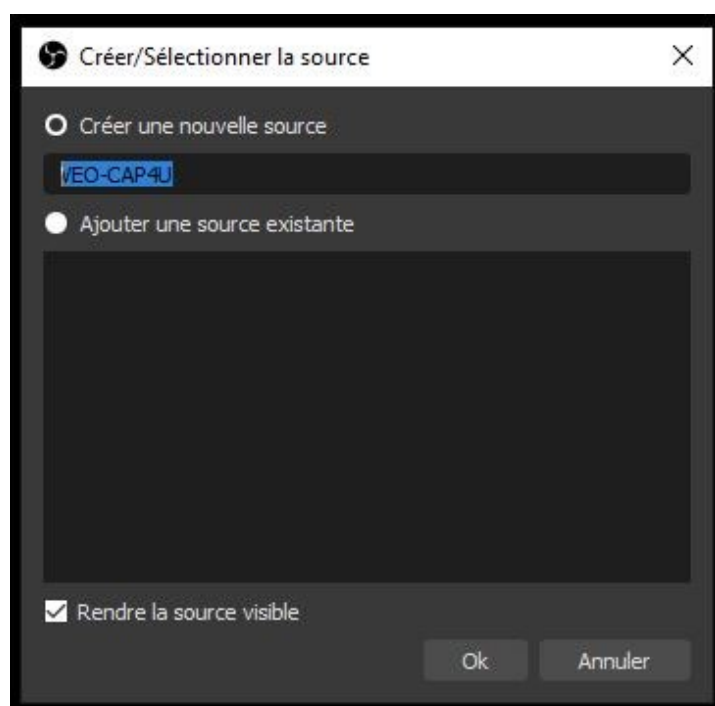 Créer/Sélectionner la source
Créer une nouvelle source
VEO-CAP4U
Ajouter une source existante
Rendre la source visible
Ok Annuler